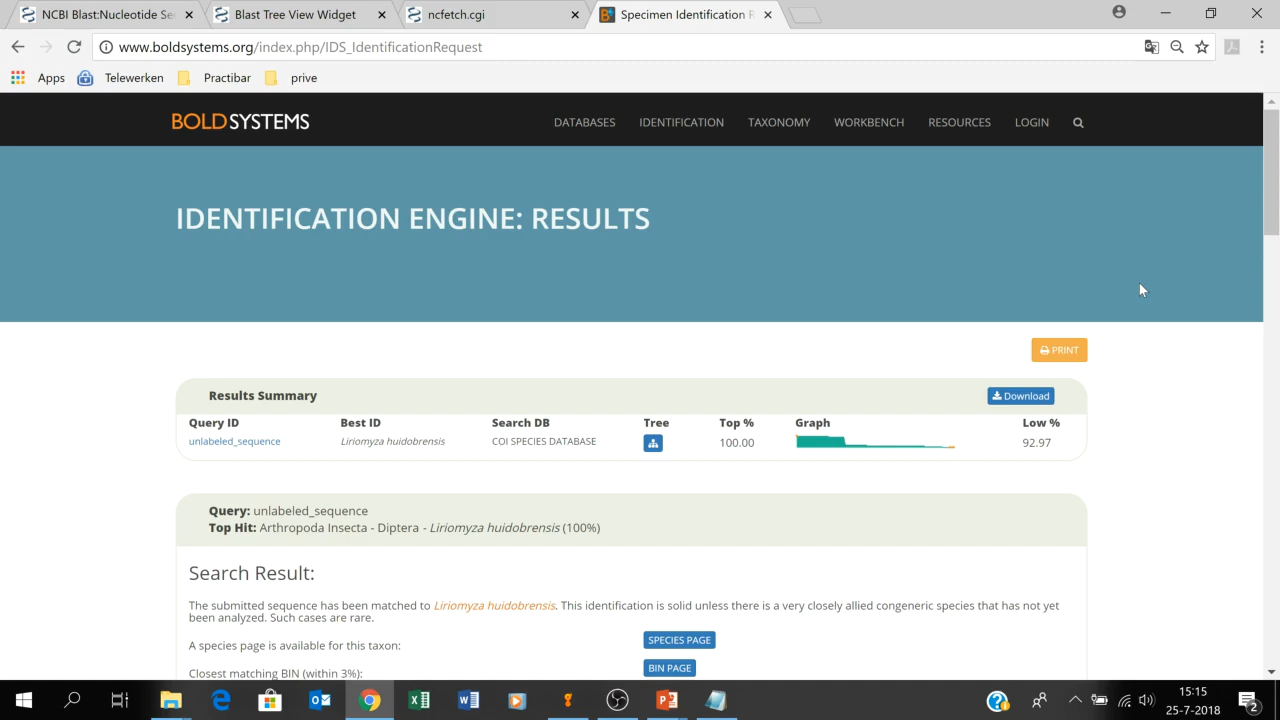 NCBI Blast:Nucleotide Se
Blast Tree View Widget
ncfetch.cgi
Specimen Identification R
www.boldsystems.org/index.php/IDS_IdentificationRequest
Apps
Telewerken
Practibar
prive
BOLDSYSTEMS
DATABASES
IDENTIFICATION
TAXONOMY
WORKBENCH
RESOURCES
LOGIN
IDENTIFICATION ENGINE: RESULTS
PRINT
Results Summary
Download
Query ID Best ID Search DB Tree Top % Graph Low %
unlabeled_sequence Liriomyza huidobrensis COI SPECIES DATABASE 100.00 92.97
Query: unlabeled_sequence
Top Hit: Arthropoda Insecta - Diptera - Liriomyza huidobrensis (100%)
Search Result:
The submitted sequence has been matched to Liriomyza huidobrensis. This identification is solid unless there is a very closely allied congeneric species that has not yet
been analyzed. Such cases are rare.
A species page is available for this taxon: SPECIES PAGE
Closest matching BIN (within 3%): BIN PAGE
15:15
25-7-2018
2